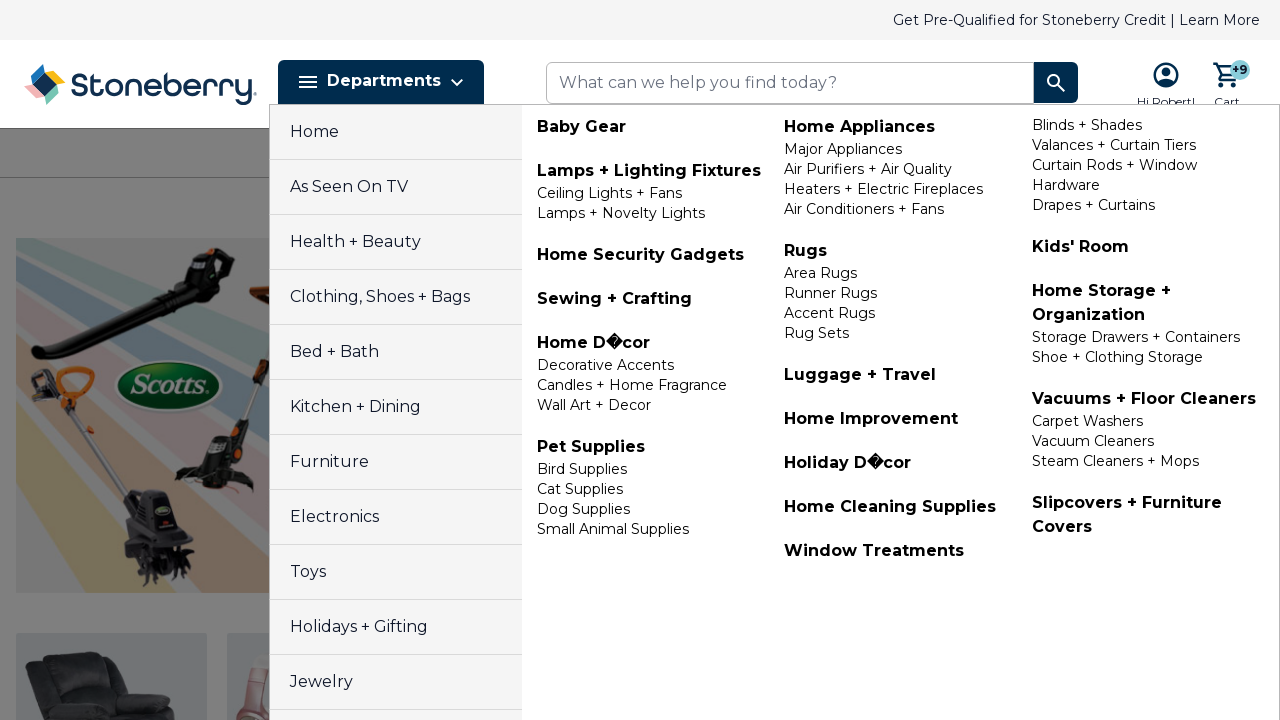 Get Pre-Qualified for Stoneberry Credit | Learn More
Stoneberry
Departments
What can we help you find today?
Hi Robert!
+9
Cart
Home
As Seen On TV
Health + Beauty
Clothing, Shoes + Bags
Bed + Bath
Kitchen + Dining
Furniture
Electronics
Toys
Holidays + Gifting
Jewelry
Baby Gear
Lamps + Lighting Fixtures
Ceiling Lights + Fans
Lamps + Novelty Lights
Home Security Gadgets
Sewing + Crafting
Home D�cor
Decorative Accents
Candles + Home Fragrance
Wall Art + Decor
Pet Supplies
Bird Supplies
Cat Supplies
Dog Supplies
Small Animal Supplies
Home Appliances
Major Appliances
Air Purifiers + Air Quality
Heaters + Electric Fireplaces
Air Conditioners + Fans
Rugs
Area Rugs
Runner Rugs
Accent Rugs
Rug Sets
Luggage + Travel
Home Improvement
Holiday D�cor
Home Cleaning Supplies
Window Treatments
Blinds + Shades
Valances + Curtain Tiers
Curtain Rods + Window
Hardware
Drapes + Curtains
Kids' Room
Home Storage +
Organization
Storage Drawers + Containers
Shoe + Clothing Storage
Vacuums + Floor Cleaners
Carpet Washers
Vacuum Cleaners
Steam Cleaners + Mops
Slipcovers + Furniture
Covers
Scotts